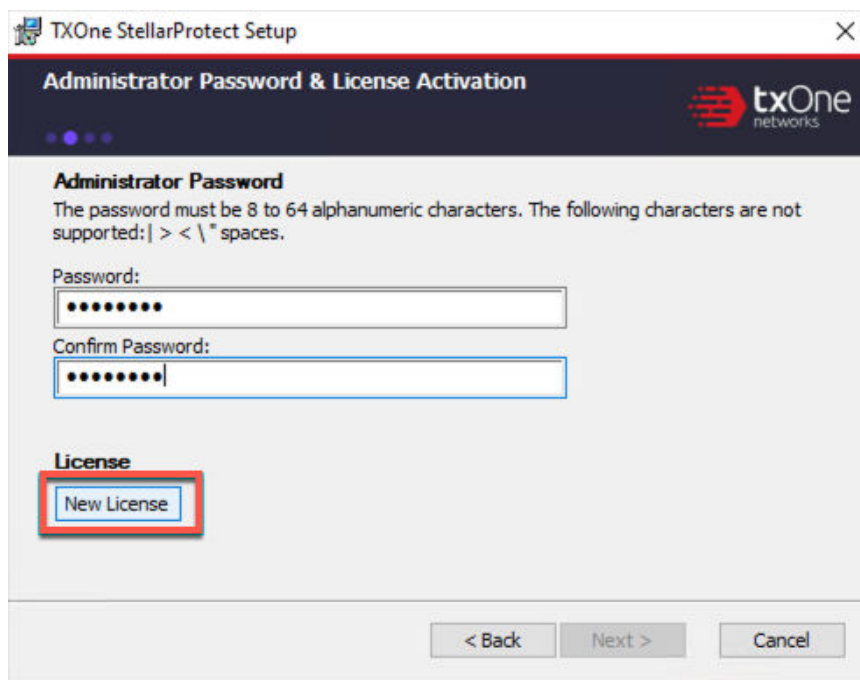 TXOne StellarProtect Setup
Administrator Password & License Activation
txOne
networks
Administrator Password
The password must be 8 to 64 alphanumeric characters. The following characters are not
supported:| > < \ " spaces.
Password:
••••••••
Confirm Password:
••••••••
License
New License
< Back Next > Cancel